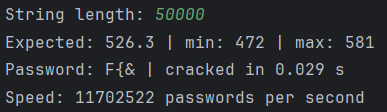 String length: 50000
Expected: 526.3 | min: 472 | max: 581
Password: F{& | cracked in 0.029 s
Speed: 11702522 passwords per second